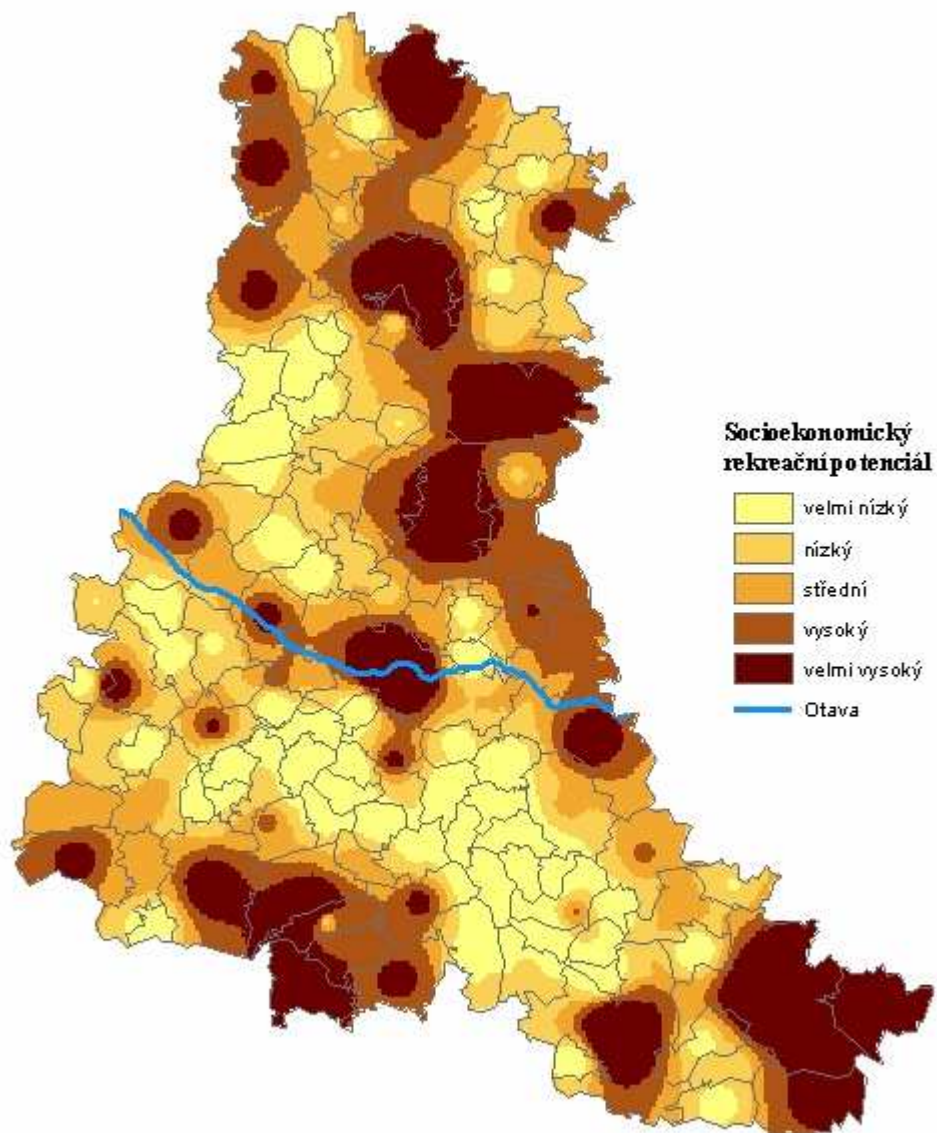 Socioekonomický
rekreační potenciál
velmi nízký
nízký
střední
vysoký
velmi vysoký
Otava